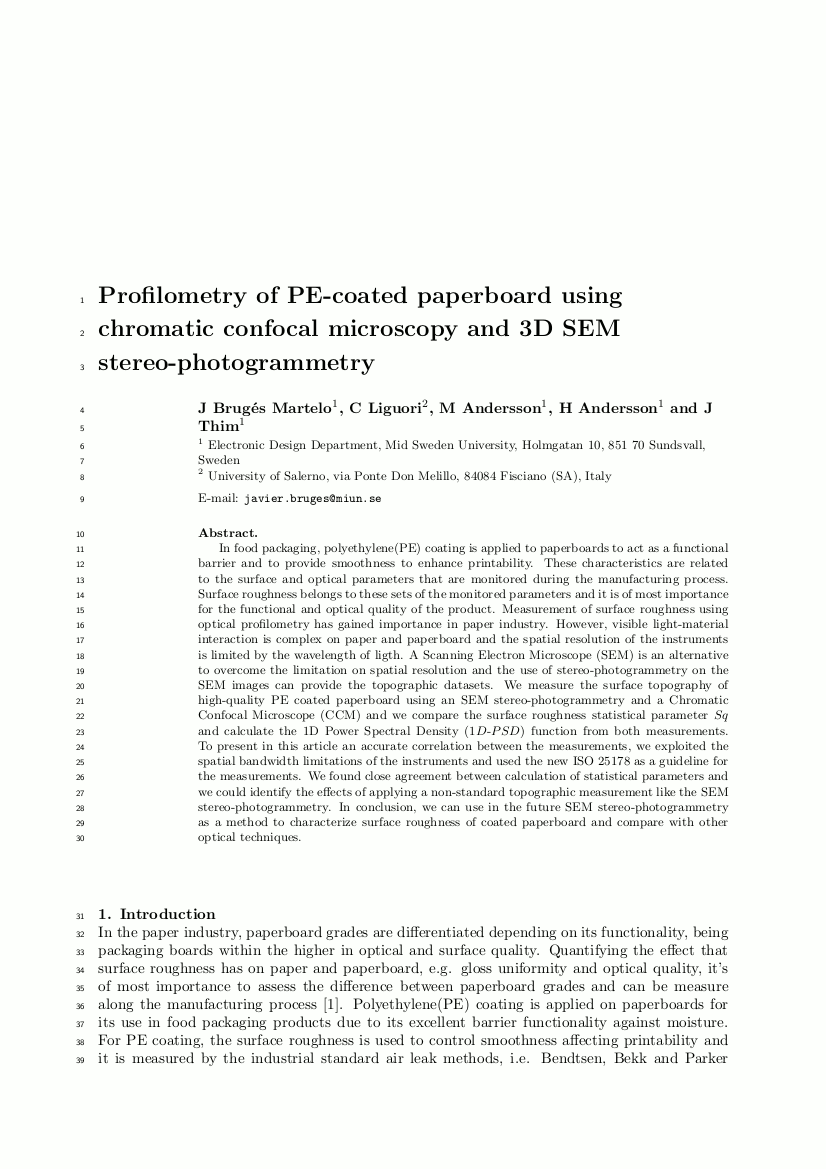 1 Profilometry of PE-coated paperboard using
2 chromatic confocal microscopy and 3D SEM
3 stereo-photogrammetry
4 J Brugés Martelo1, C Liguori2, M Andersson1, H Andersson1 and J
5 Thim1
6 1 Electronic Design Department, Mid Sweden University, Holmgatan 10, 851 70 Sundsvall,
7 Sweden
8 2 University of Salerno, via Ponte Don Melillo, 84084 Fisciano (SA), Italy
9 E-mail: javier.bruges@miun.se
10 Abstract.
11 In food packaging, polyethylene(PE) coating is applied to paperboards to act as a functional
12 barrier and to provide smoothness to enhance printability. These characteristics are related
13 to the surface and optical parameters that are monitored during the manufacturing process.
14 Surface roughness belongs to these sets of the monitored parameters and it is of most importance
15 for the functional and optical quality of the product. Measurement of surface roughness using
16 optical profilometry has gained importance in paper industry. However, visible light-material
17 interaction is complex on paper and paperboard and the spatial resolution of the instruments
18 is limited by the wavelength of ligth. A Scanning Electron Microscope (SEM) is an alternative
19 to overcome the limitation on spatial resolution and the use of stereo-photogrammetry on the
20 SEM images can provide the topographic datasets. We measure the surface topography of
21 high-quality PE coated paperboard using an SEM stereo-photogrammetry and a Chromatic
22 Confocal Microscope (CCM) and we compare the surface roughness statistical parameter Sq
23 and calculate the 1D Power Spectral Density (1D-PSD) function from both measurements.
24 To present in this article an accurate correlation between the measurements, we exploited the
25 spatial bandwidth limitations of the instruments and used the new ISO 25178 as a guideline for
26 the measurements. We found close agreement between calculation of statistical parameters and
27 we could identify the effects of applying a non-standard topographic measurement like the SEM
28 stereo-photogrammetry. In conclusion, we can use in the future SEM stereo-photogrammetry
29 as a method to characterize surface roughness of coated paperboard and compare with other
30 optical techniques.
31 1. Introduction
32 In the paper industry, paperboard grades are differentiated depending on its functionality, being
33 packaging boards within the higher in optical and surface quality. Quantifying the effect that
34 surface roughness has on paper and paperboard, e.g. gloss uniformity and optical quality, it's
35 of most importance to assess the difference between paperboard grades and can be measure
36 along the manufacturing process [1]. Polyethylene(PE) coating is applied on paperboards for
37 its use in food packaging products due to its excellent barrier functionality against moisture.
38 For PE coating, the surface roughness is used to control smoothness affecting printability and
39 it is measured by the industrial standard air leak methods, i.e. Bendtsen, Bekk and Parker